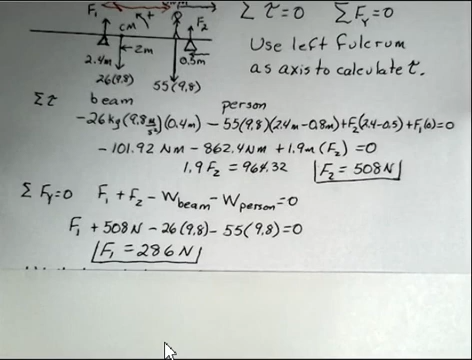 Στ=0 ΣFy=0
F₁ + F₂
CM
2m
2.4m 0.5m
26(9.8)
55(9.8)
Use left fulcrum
as axis to calculate τ.
Στ beam person
-26kg(9.8 m/s²)(0.4m) - 55(9.8)(2.4m-0.8m)+F₂(2.4-0.5)+F₁(0)=0
-101.92 Nm - 862.4Nm + 1.9m(F₂)=0
1.9F₂ = 964.32 F₂ = 508N
ΣFy=0 F₁ + F₂ - Wbeam - Wperson=0
F₁ + 508N - 26(9.8) - 55(9.8)=0
F₁ = 286N